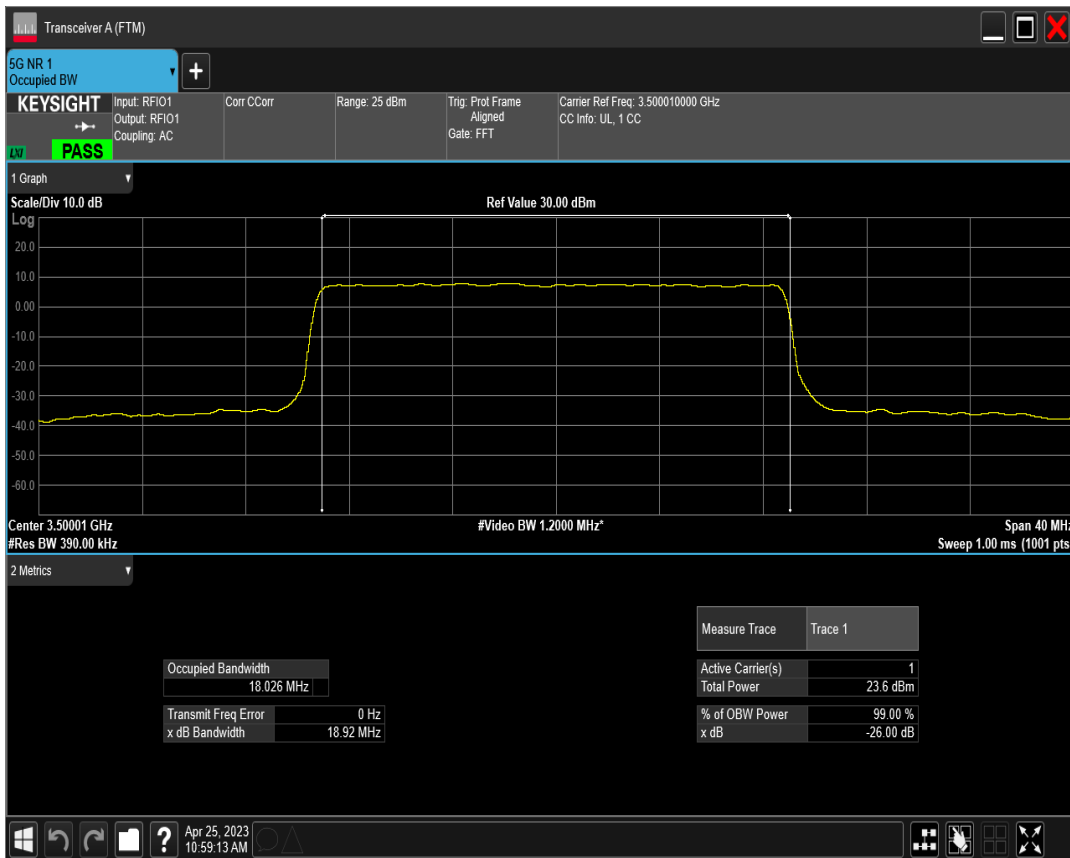 Transceiver A (FTM)
5G NR 1
Occupied BW
+
KEYSIGHT
LXI
PASS
Input: RFIO1
Output: RFIO1
Coupling: AC
Corr CCorr
Range: 25 dBm
Trig: Prot Frame
Aligned
Gate: FFT
Carrier Ref Freq: 3.500010000 GHz
CC Info: UL, 1 CC
1 Graph
Scale/Div 10.0 dB
Ref Value 30.00 dBm
Log
20.0
10.0
0.00
-10.0
-20.0
-30.0
-40.0
-50.0
-60.0
Center 3.50001 GHz
#Video BW 1.2000 MHz*
Span 40 MHz
#Res BW 390.00 kHz
Sweep 1.00 ms (1001 pts
2 Metrics
Measure Trace Trace 1
Occupied Bandwidth
18.026 MHz
Active Carrier(s) 1
Total Power 23.6 dBm
Transmit Freq Error 0 Hz
x dB Bandwidth 18.92 MHz
% of OBW Power 99.00 %
x dB -26.00 dB
?
Apr 25, 2023
10:59:13 AM